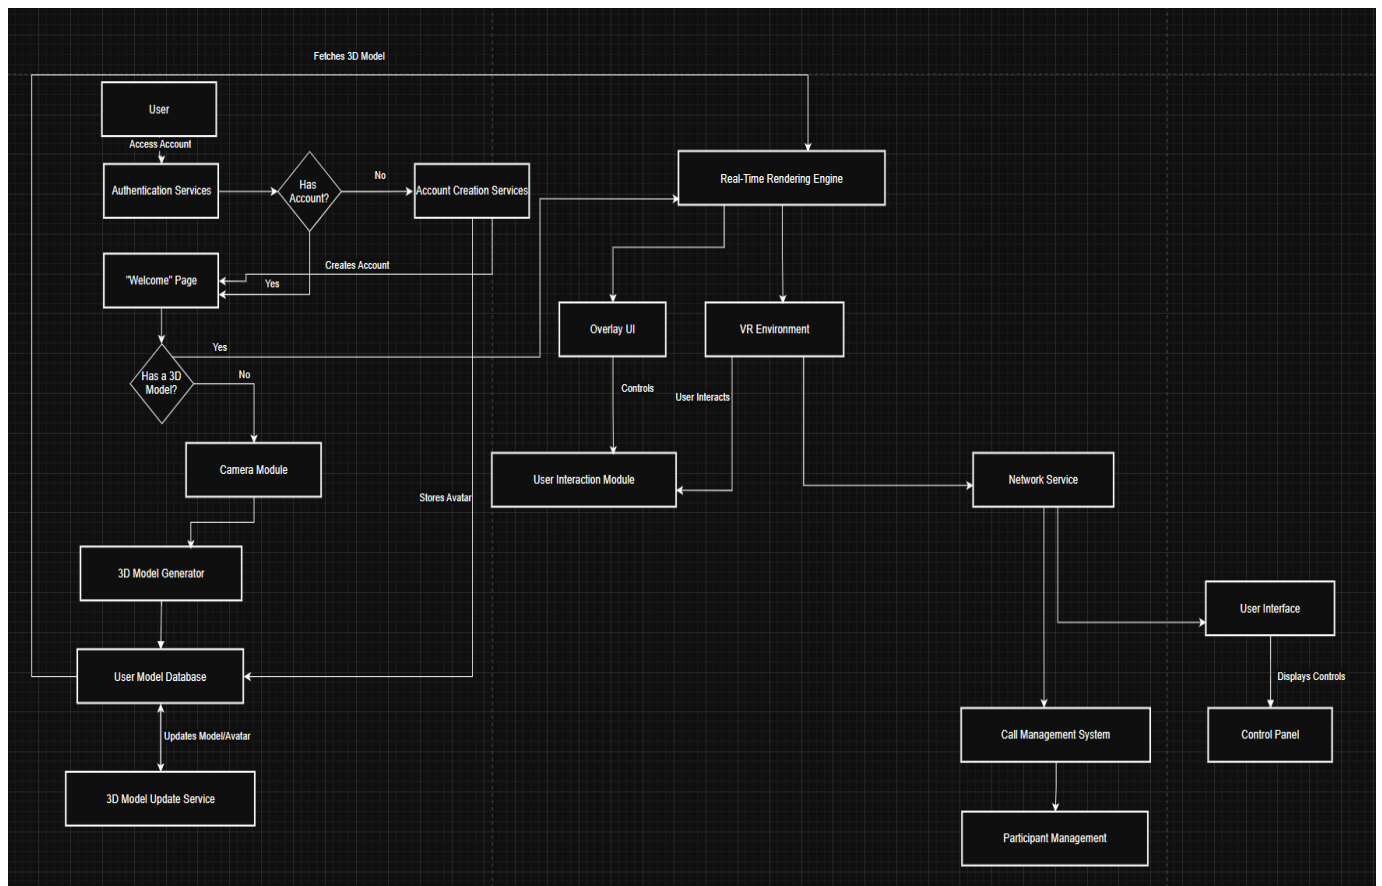 Fetches 3D Model
User
Access Account
Authentication Services
Has
Account?
No
Account Creation Services
Real-Time Rendering Engine
Creates Account
"Welcome" Page
Yes
Overlay UI
VR Environment
Yes
Has a 3D
Model?
No
Controls
User Interacts
Camera Module
User Interaction Module
Network Service
Stores Avatar
3D Model Generator
User Interface
User Model Database
Displays Controls
Updates Model/Avatar
Call Management System
Control Panel
3D Model Update Service
Participant Management